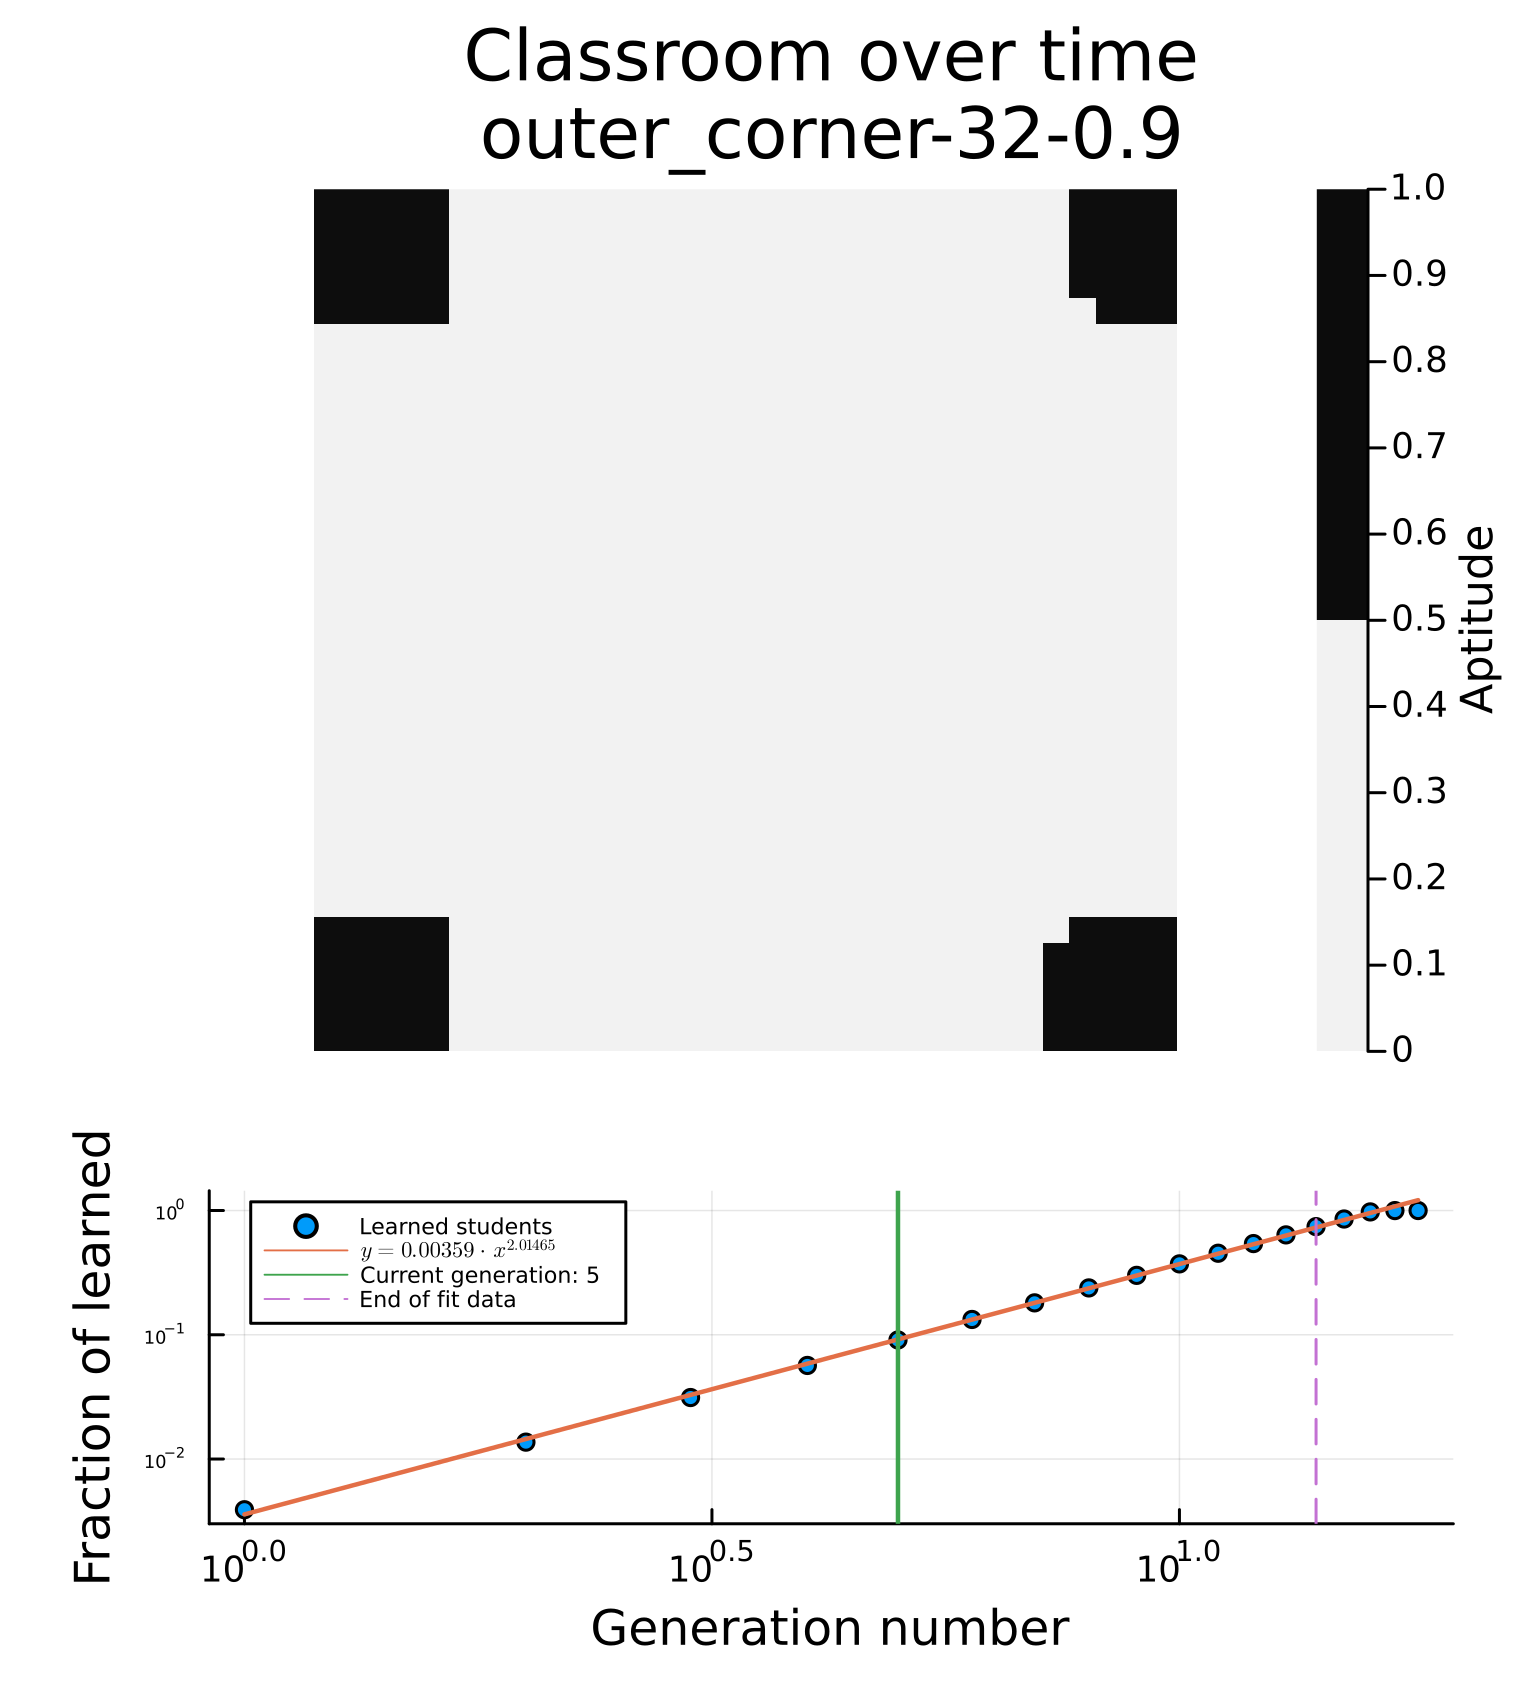 Classroom over time
outer_corner-32-0.9
1.0
0.9
0.8
0.7
0.6
0.5
0.4
0.3
0.2
0.1
0
Aptitude
Fraction of learned
10⁰
10⁻¹
10⁻²
Learned students
y = 0.00359 · x^2.01465
Current generation: 5
End of fit data
10^0.0
10^0.5
10^1.0
Generation number